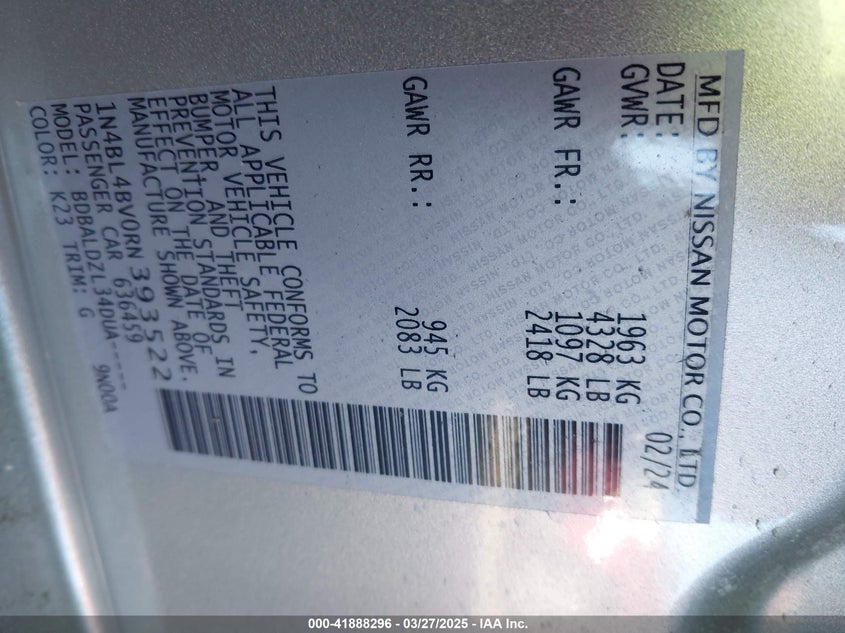 MFD BY NISSAN MOTOR CO., LTD.
DATE: 02/24
GVWR: 1963 KG
4328 LB
GAWR FR.: 1097 KG
2418 LB
GAWR RR.: 945 KG
2083 LB
THIS VEHICLE CONFORMS TO
ALL APPLICABLE FEDERAL
MOTOR VEHICLE SAFETY,
BUMPER, AND THEFT
PREVENTION STANDARDS IN
EFFECT ON THE DATE OF
MANUFACTURE SHOWN ABOVE.
1N4BL4BV0RN393522
PASSENGER CAR 636459
MODEL: BDBALDZL34DUA-----
COLOR: K23 TRIM: G 9N00A
000-41888296 - 03/27/2025 - IAA Inc.